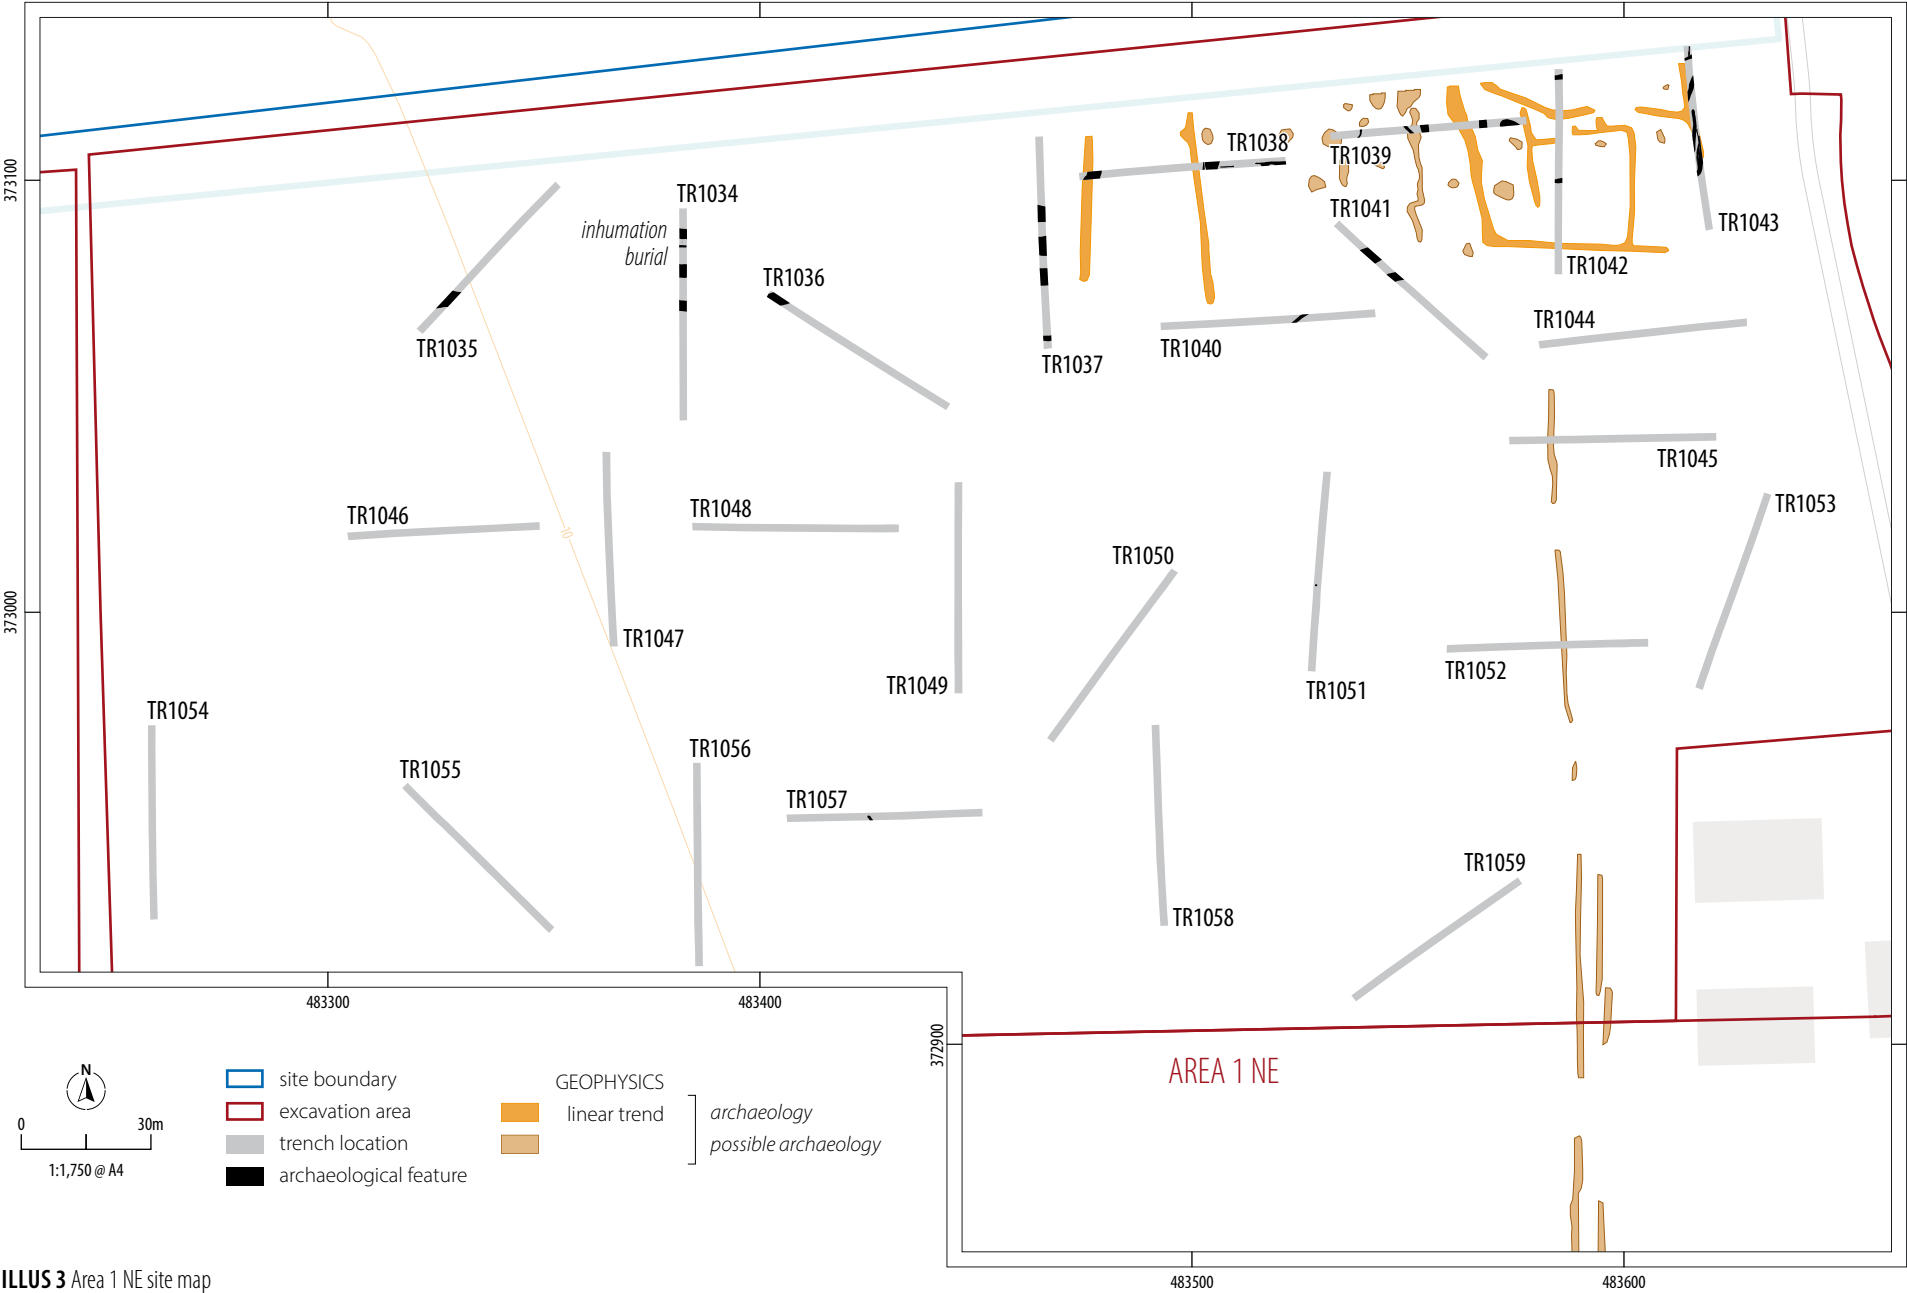 TR1038
TR1039
373100
TR1034
TR1041
inhumation
burial
TR1043
TR1036
TR1042
TR1044
TR1035
TR1040
TR1037
TR1045
TR1053
TR1046
TR1048
10
TR1050
373000
TR1047
TR1052
TR1049
TR1051
TR1054
TR1056
TR1055
TR1057
TR1059
TR1058
483300
483400
372900
AREA 1 NE
N
0 30m
1:1,750 @ A4
site boundary
excavation area
trench location
archaeological feature
GEOPHYSICS
linear trend
archaeology
possible archaeology
483500
483600
ILLUS 3 Area 1 NE site map